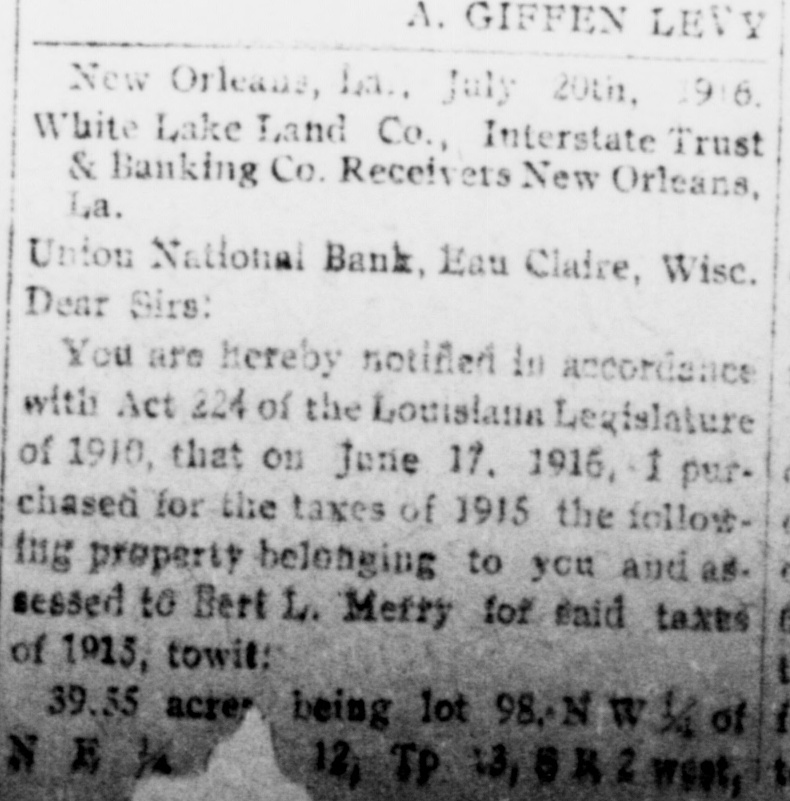 A. GIFFEN LEVY
New Orleans, La., July 20th, 1916.
White Lake Land Co., Interstate Trust
& Banking Co. Receivers New Orleans,
La.
Union National Bank, Eau Claire, Wisc.
Dear Sirs:
You are hereby notified in accordance
with Act 224 of the Louisiana Legislature
of 1910, that on June 17, 1916, I pur-
chased for the taxes of 1915 the follow-
ing property belonging to you and as-
sessed to Bert L. Merry for said taxes
of 1915, towit:
39.55 acres being lot 98, N W ¼ of
N E ¼ 12, Tp 13, S R 2 west,